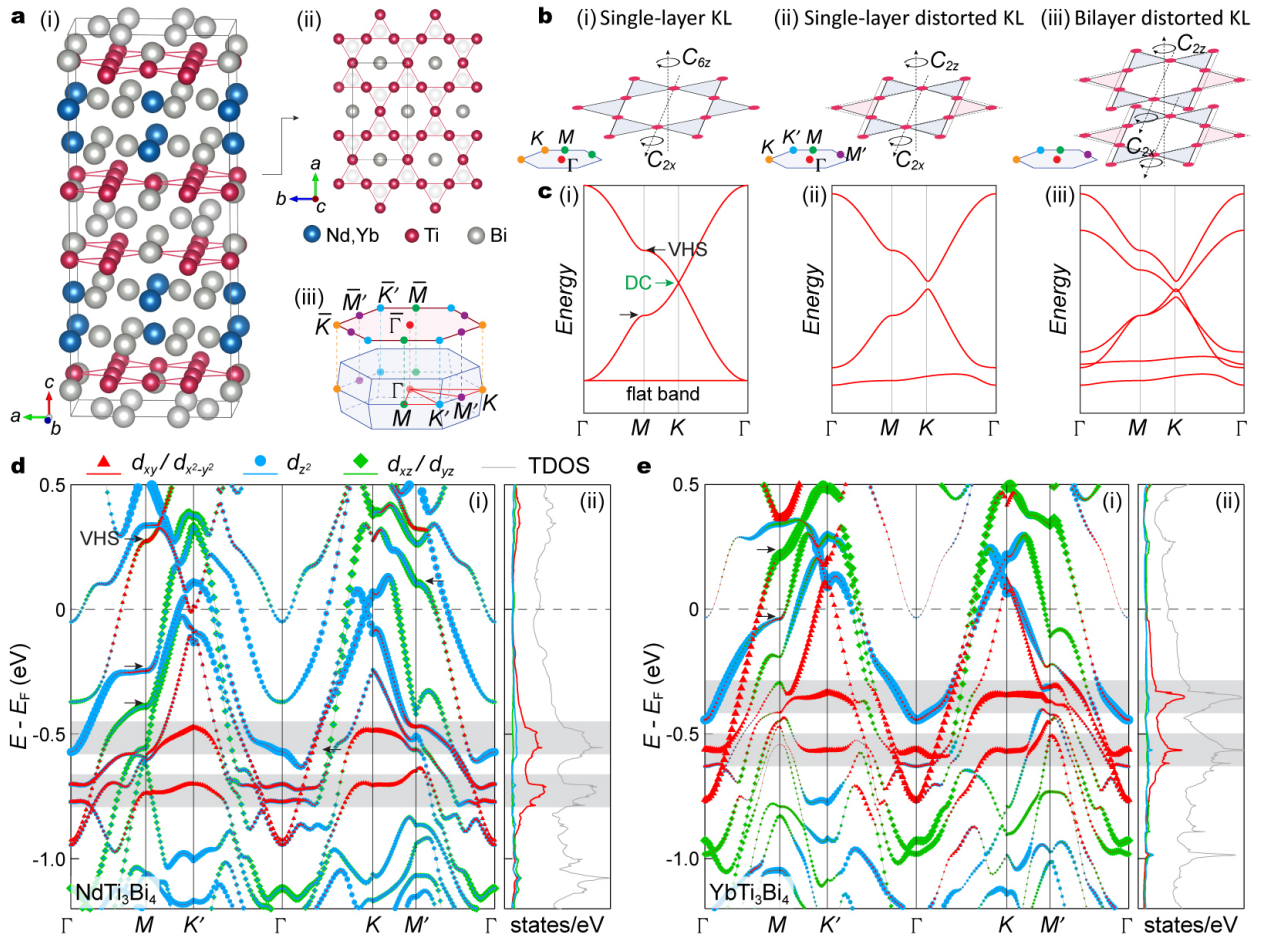 a (i) (ii)
b (i) Single-layer KL (ii) Single-layer distorted KL (iii) Bilayer distorted KL
C6z C2z C2z
K M Γ C2x
K K′ M M′ Γ C2x
C2z C2x
a b c
Nd,Yb Ti Bi
c a b
(iii)
K̅ M̅′ K̅′ M̅ Γ̅
Γ M K′ M′ K
c (i) (ii) (iii)
Energy Energy Energy
VHS
DC
flat band
Γ M K Γ
Γ M K Γ
Γ M K Γ
dxy / dx²-y² dz² dxz / dyz TDOS
d (i) (ii)
VHS
E - EF (eV)
0.5
0
-0.5
-1.0
NdTi3Bi4
Γ M K′ Γ K M′ Γ states/eV
e (i) (ii)
E - EF (eV)
0.5
0
-0.5
-1.0
YbTi3Bi4
Γ M K′ Γ K M′ Γ states/eV